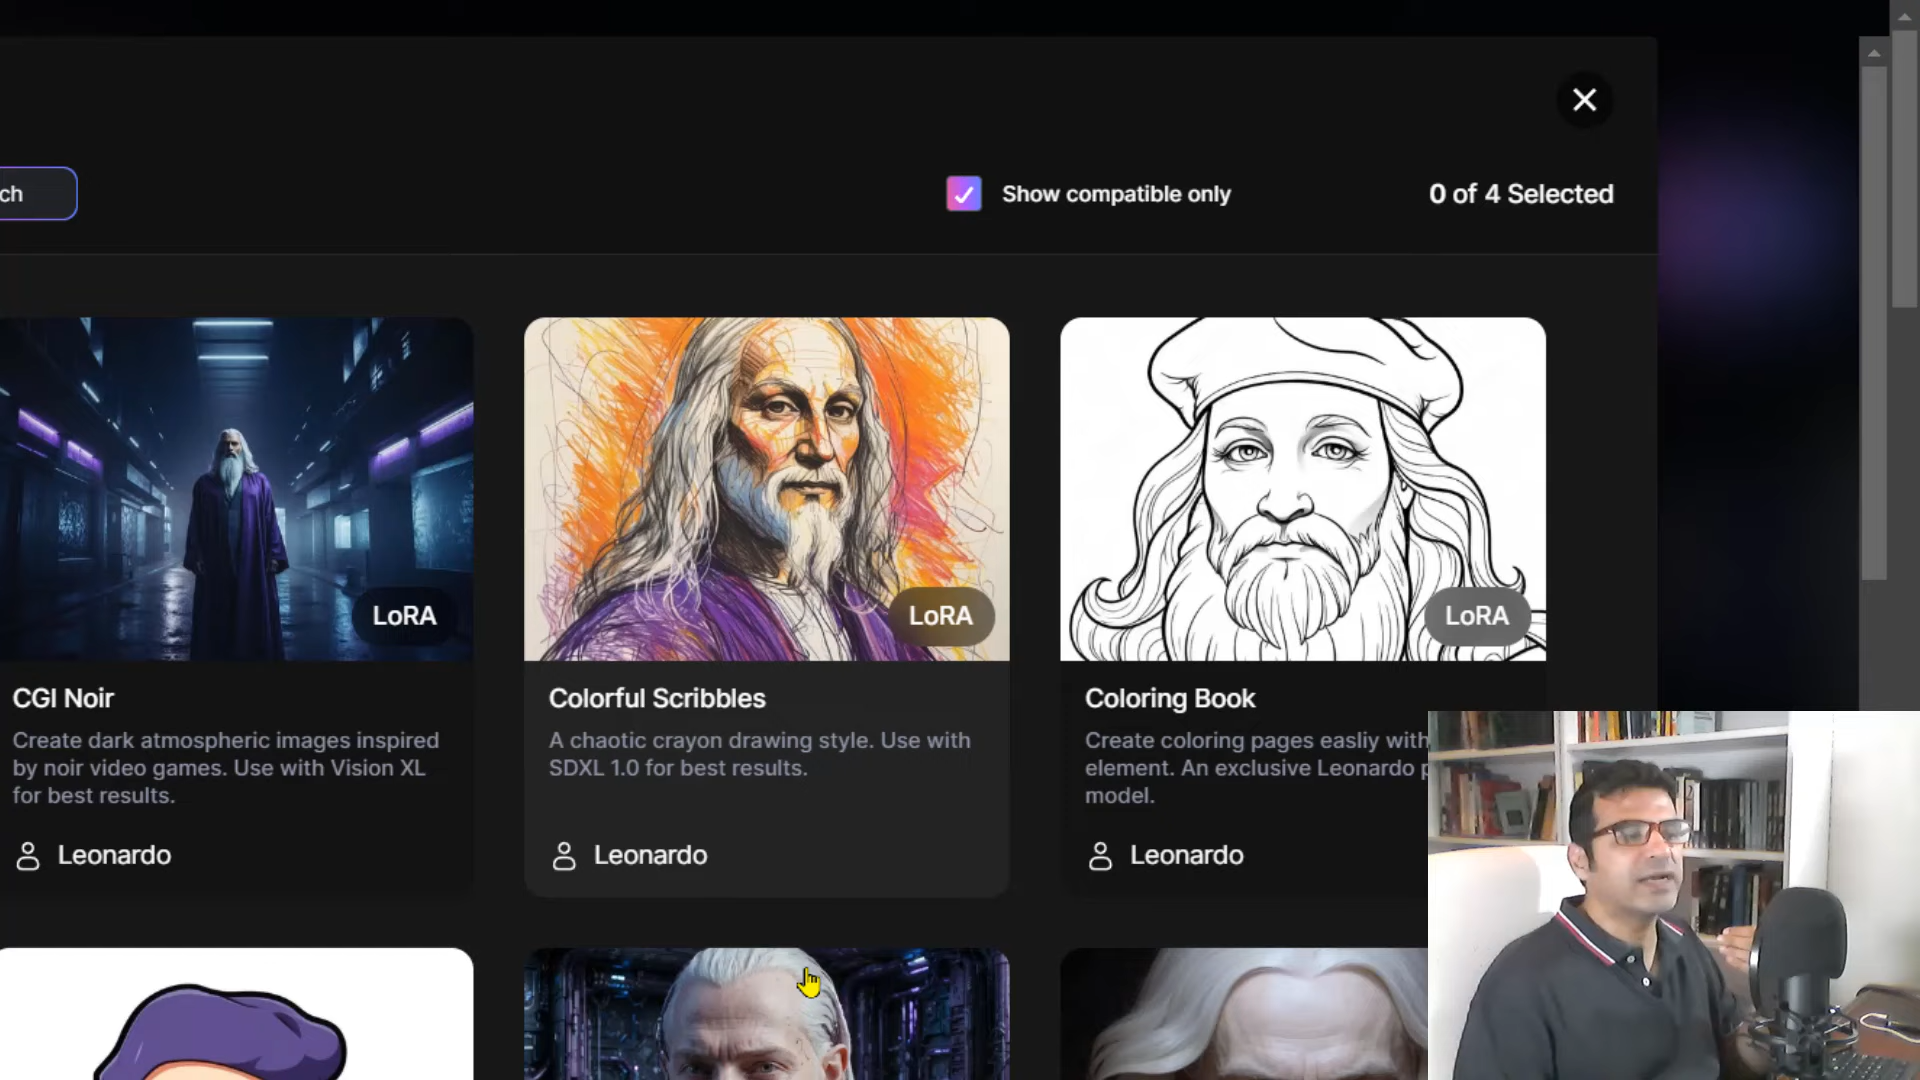 ch
Show compatible only
0 of 4 Selected
LoRA
LoRA
LoRA
CGI Noir
Create dark atmospheric images inspired
by noir video games. Use with Vision XL
for best results.
Leonardo
Colorful Scribbles
A chaotic crayon drawing style. Use with
SDXL 1.0 for best results.
Leonardo
Coloring Book
Create coloring pages easliy with
element. An exclusive Leonardo p
model.
Leonardo